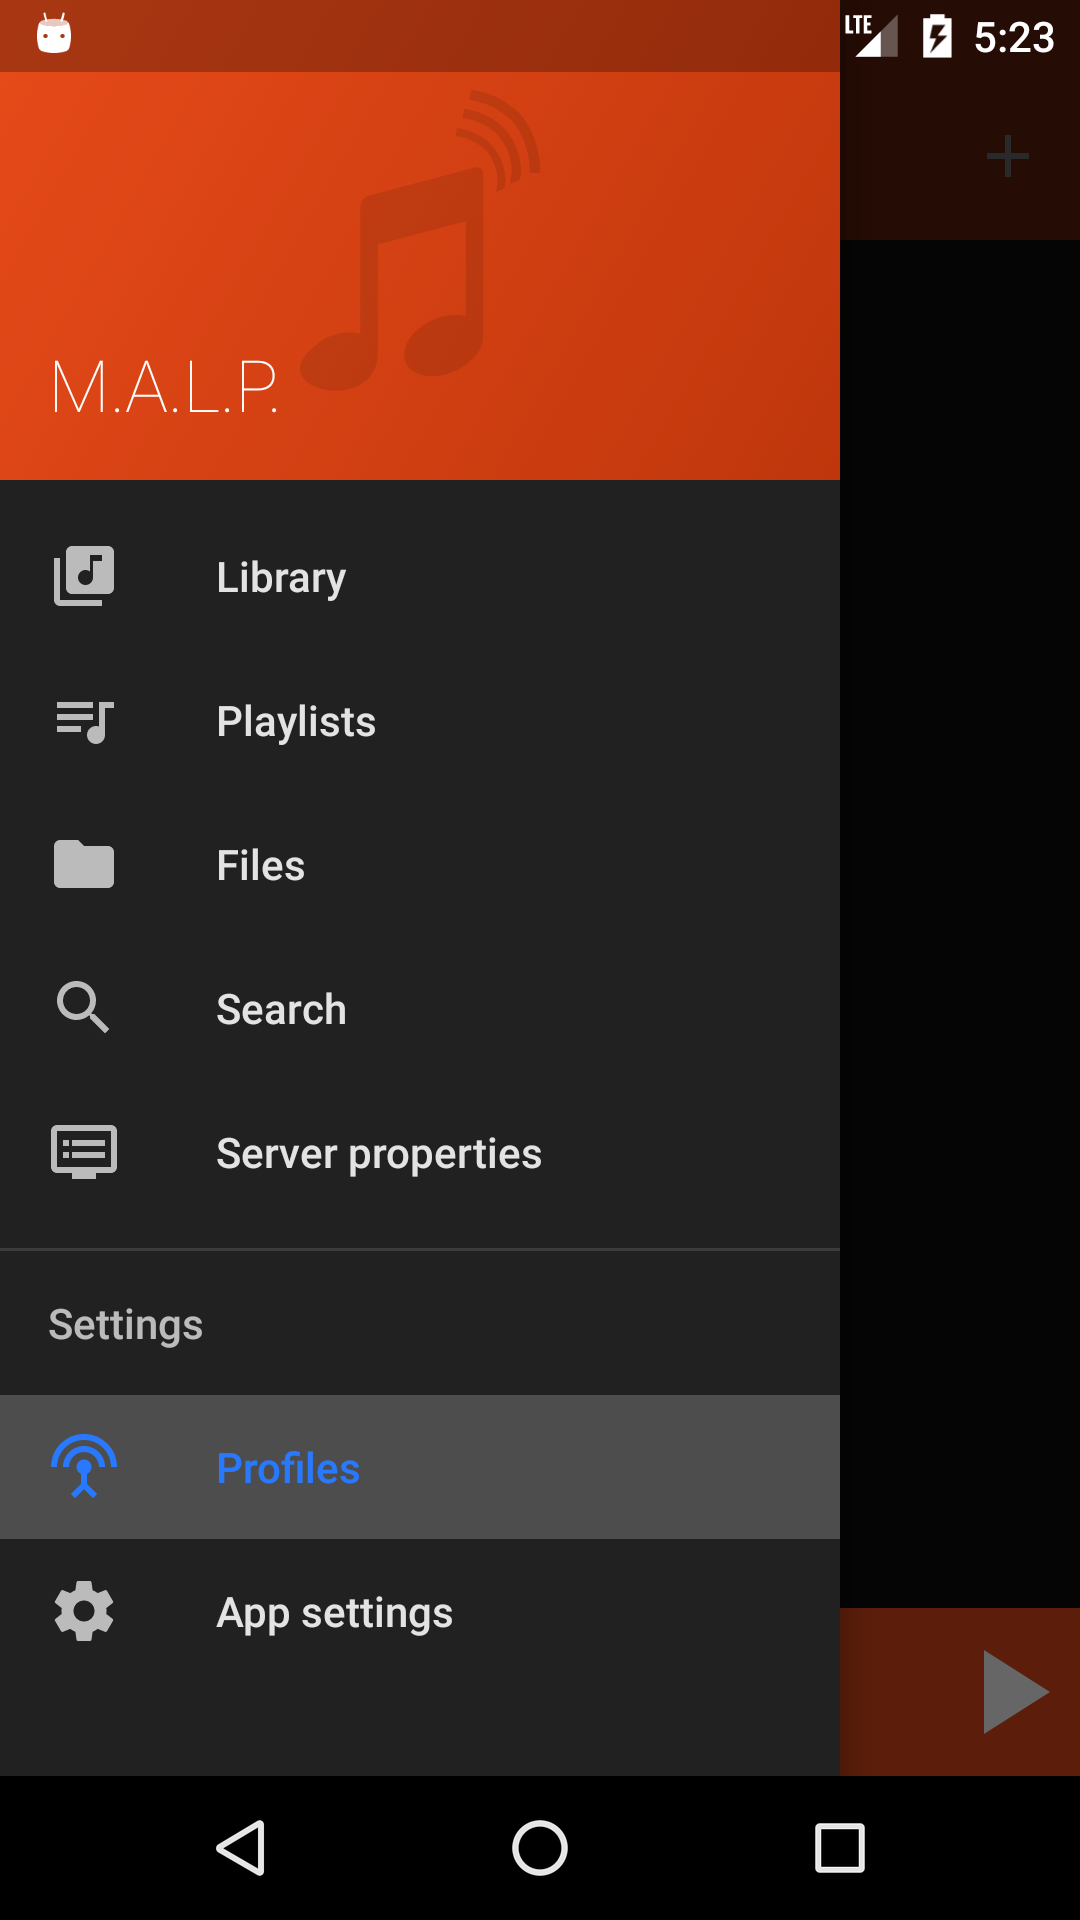 LTE 5:23
M.A.L.P.
Library
Playlists
Files
Search
Server properties
Settings
Profiles
App settings